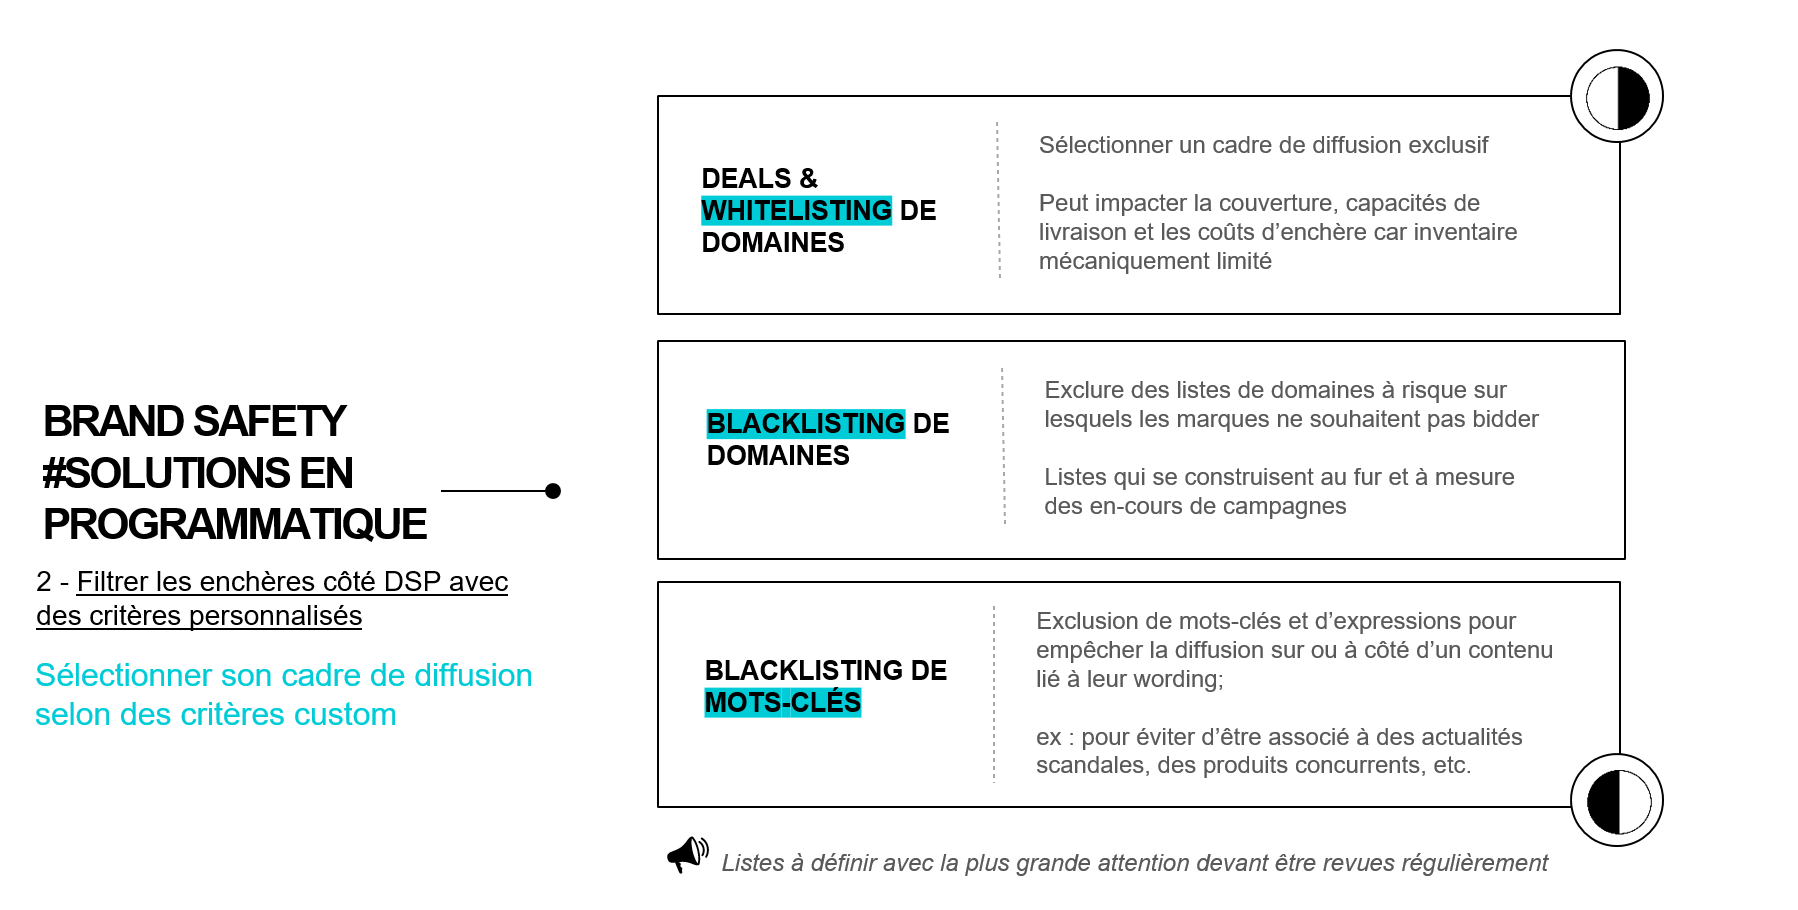 BRAND SAFETY
#SOLUTIONS EN
PROGRAMMATIQUE
2 - Filtrer les enchères côté DSP avec
des critères personnalisés
Sélectionner son cadre de diffusion
selon des critères custom
DEALS &
WHITELISTING DE
DOMAINES
Sélectionner un cadre de diffusion exclusif
Peut impacter la couverture, capacités de
livraison et les coûts d’enchère car inventaire
mécaniquement limité
BLACKLISTING DE
DOMAINES
Exclure des listes de domaines à risque sur
lesquels les marques ne souhaitent pas bidder
Listes qui se construisent au fur et à mesure
des en-cours de campagnes
BLACKLISTING DE
MOTS-CLÉS
Exclusion de mots-clés et d’expressions pour
empêcher la diffusion sur ou à côté d’un contenu
lié à leur wording;
ex : pour éviter d’être associé à des actualités
scandales, des produits concurrents, etc.
Listes à définir avec la plus grande attention devant être revues régulièrement